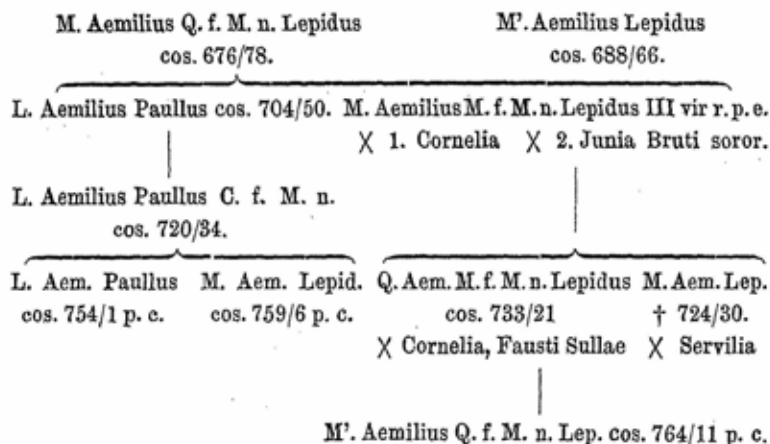 M. Aemilius Q. f. M. n. Lepidus M'. Aemilius Lepidus
cos. 676/78. cos. 688/66.
L. Aemilius Paullus cos. 704/50. M. Aemilius M. f. M. n. Lepidus III vir r. p. e.
X 1. Cornelia X 2. Junia Bruti soror.
L. Aemilius Paullus C. f. M. n.
cos. 720/34.
L. Aem. Paullus M. Aem. Lepid. Q. Aem. M. f. M. n. Lepidus M. Aem. Lep.
cos. 754/1 p. c. cos. 759/6 p. c. cos. 733/21 † 724/30.
X Cornelia, Fausti Sullae X Servilia
M'. Aemilius Q. f. M. n. Lep. cos. 764/11 p. c.